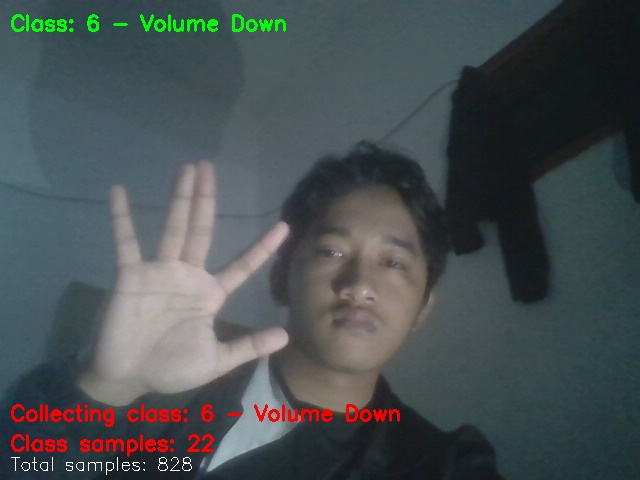 Class: 6 - Volume Down
Collecting class: 6 - Volume Down
Class samples: 22
Total samples: 828